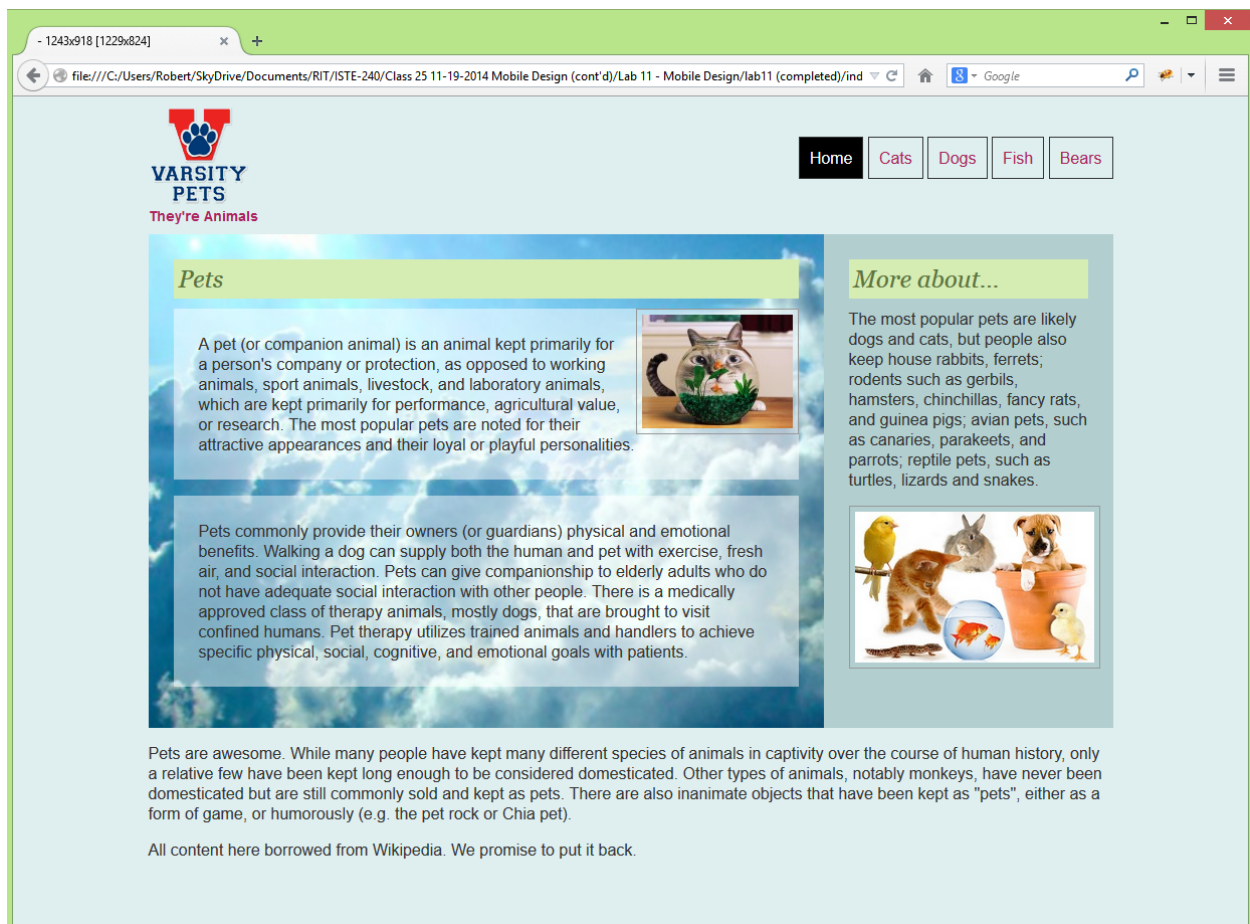 - 1243x918 [1229x824]
file:///C:/Users/Robert/SkyDrive/Documents/RIT/ISTE-240/Class 25 11-19-2014 Mobile Design (cont'd)/Lab 11 - Mobile Design/lab11 (completed)/ind
Google
VARSITY
PETS
They're Animals
Home
Cats
Dogs
Fish
Bears
Pets
A pet (or companion animal) is an animal kept primarily for
a person's company or protection, as opposed to working
animals, sport animals, livestock, and laboratory animals,
which are kept primarily for performance, agricultural value,
or research. The most popular pets are noted for their
attractive appearances and their loyal or playful personalities.
Pets commonly provide their owners (or guardians) physical and emotional
benefits. Walking a dog can supply both the human and pet with exercise, fresh
air, and social interaction. Pets can give companionship to elderly adults who do
not have adequate social interaction with other people. There is a medically
approved class of therapy animals, mostly dogs, that are brought to visit
confined humans. Pet therapy utilizes trained animals and handlers to achieve
specific physical, social, cognitive, and emotional goals with patients.
More about...
The most popular pets are likely
dogs and cats, but people also
keep house rabbits, ferrets;
rodents such as gerbils,
hamsters, chinchillas, fancy rats,
and guinea pigs; avian pets, such
as canaries, parakeets, and
parrots; reptile pets, such as
turtles, lizards and snakes.
Pets are awesome. While many people have kept many different species of animals in captivity over the course of human history, only
a relative few have been kept long enough to be considered domesticated. Other types of animals, notably monkeys, have never been
domesticated but are still commonly sold and kept as pets. There are also inanimate objects that have been kept as "pets", either as a
form of game, or humorously (e.g. the pet rock or Chia pet).
All content here borrowed from Wikipedia. We promise to put it back.